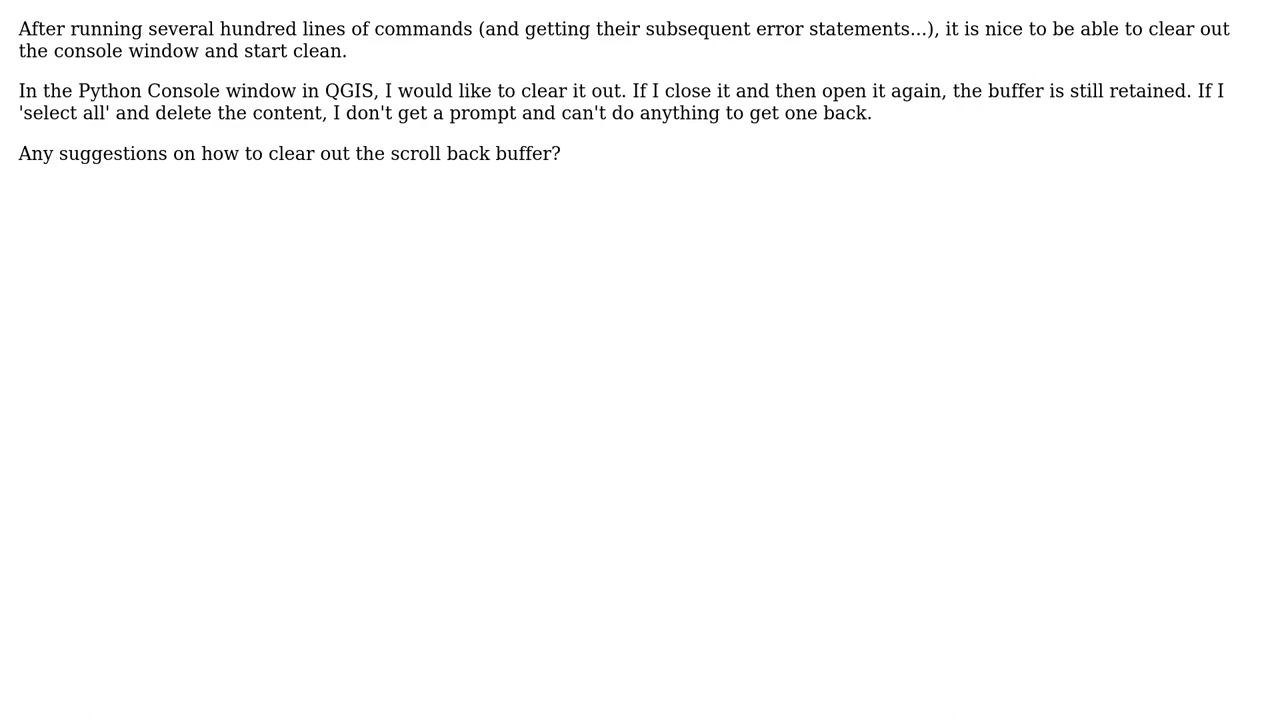 After running several hundred lines of commands (and getting their subsequent error statements...), it is nice to be able to clear out
the console window and start clean.
In the Python Console window in QGIS, I would like to clear it out. If I close it and then open it again, the buffer is still retained. If I
'select all' and delete the content, I don't get a prompt and can't do anything to get one back.
Any suggestions on how to clear out the scroll back buffer?